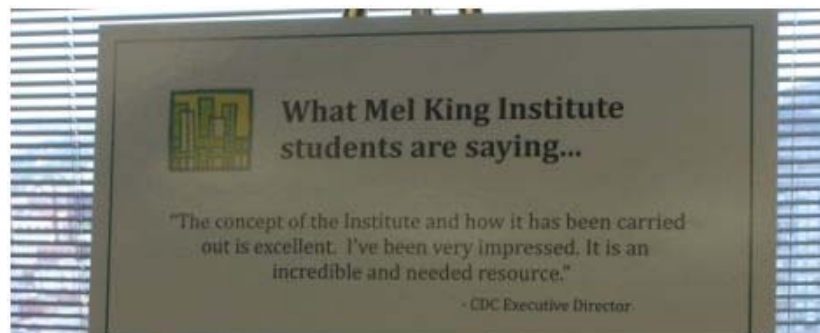 What Mel King Institute
students are saying...
"The concept of the Institute and how it has been carried
out is excellent. I've been very impressed. It is an
incredible and needed resource."
- CDC Executive Director